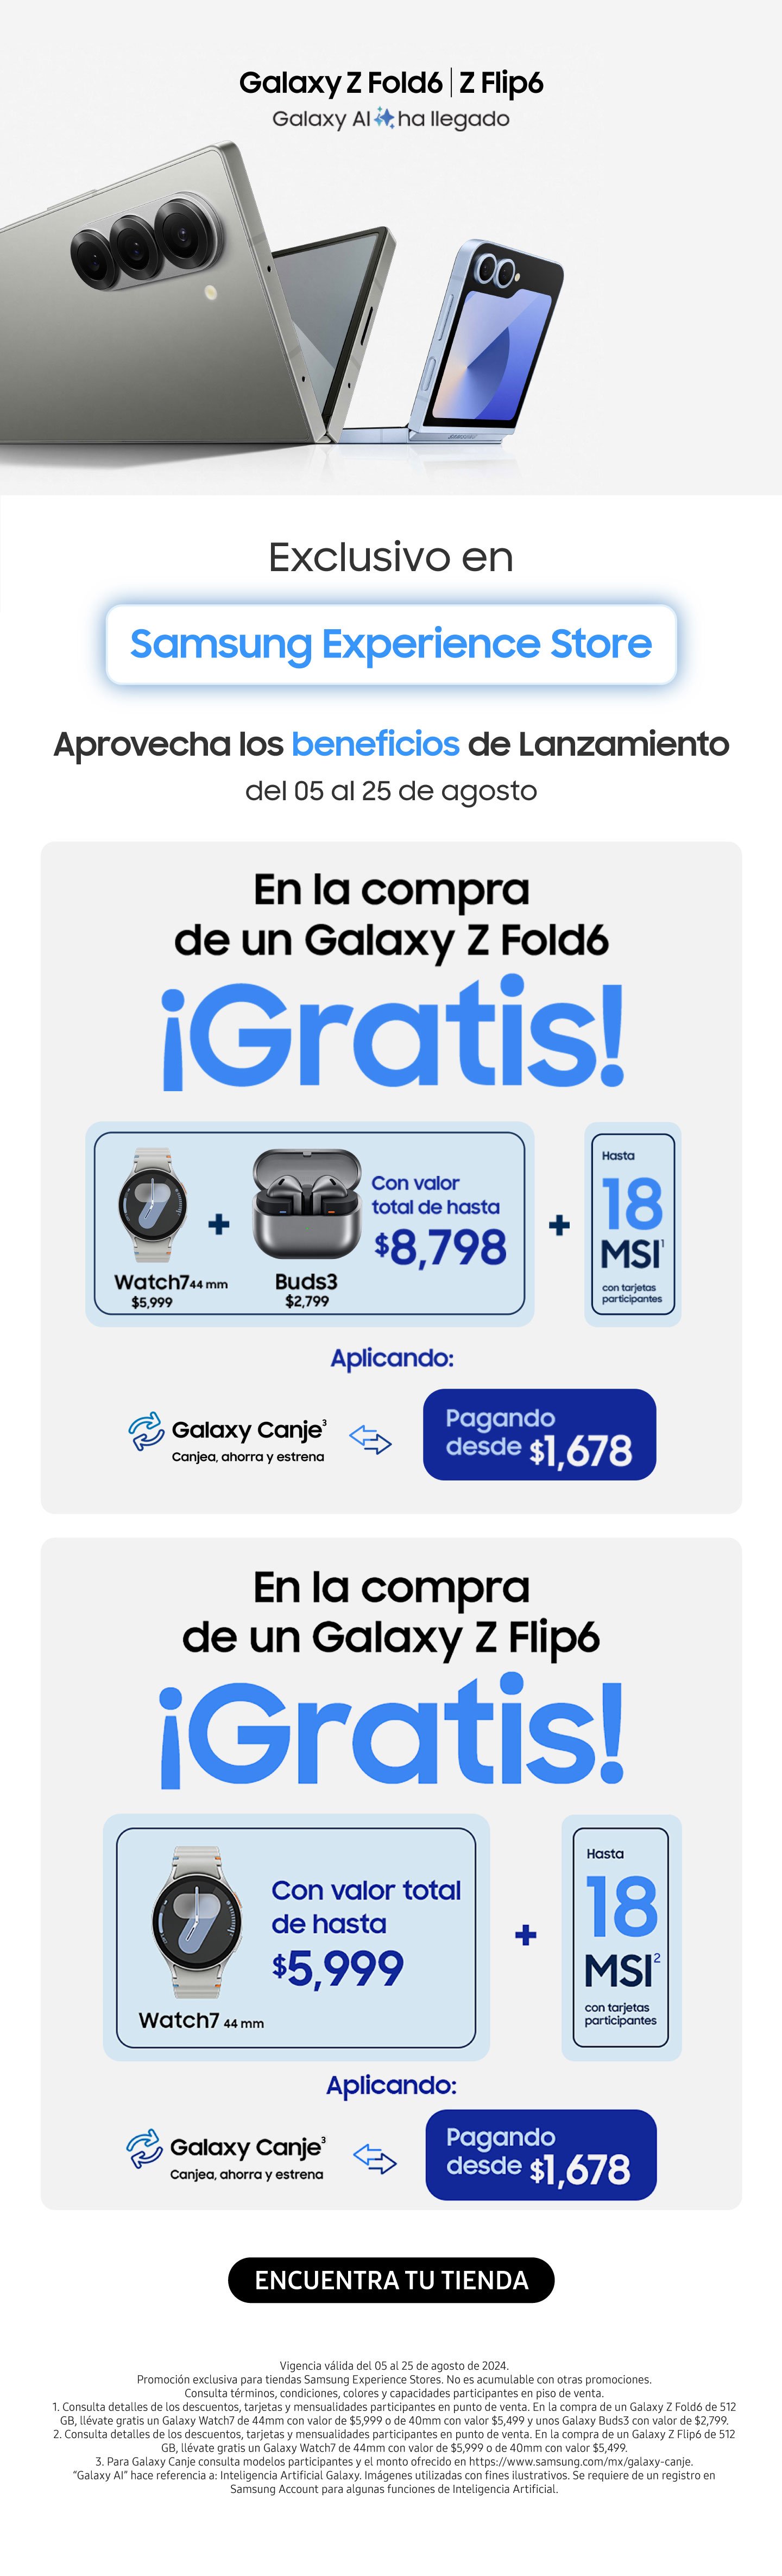 Galaxy Z Fold6 | Z Flip6
Galaxy AI ha llegado
Exclusivo en
Samsung Experience Store
Aprovecha los beneficios de Lanzamiento
del 05 al 25 de agosto
En la compra
de un Galaxy Z Fold6
¡Gratis!
Con valor
total de hasta
$8,798
Watch7 44 mm
$5,999
+
Buds3
$2,799
+
Hasta
18
MSI¹
con tarjetas
participantes
Aplicando:
Galaxy Canje³
Canjea, ahorra y estrena
Pagando
desde $1,678
En la compra
de un Galaxy Z Flip6
¡Gratis!
Con valor total
de hasta
$5,999
Watch7 44 mm
+
Hasta
18
MSI²
con tarjetas
participantes
Aplicando:
Galaxy Canje³
Canjea, ahorra y estrena
Pagando
desde $1,678
ENCUENTRA TU TIENDA
Vigencia válida del 05 al 25 de agosto de 2024.
Promoción exclusiva para tiendas Samsung Experience Stores. No es acumulable con otras promociones.
Consulta términos, condiciones, colores y capacidades participantes en piso de venta.
1. Consulta detalles de los descuentos, tarjetas y mensualidades participantes en punto de venta. En la compra de un Galaxy Z Fold6 de 512
GB, llévate gratis un Galaxy Watch7 de 44mm con valor de $5,999 o de 40mm con valor $5,499 y unos Galaxy Buds3 con valor de $2,799.
2. Consulta detalles de los descuentos, tarjetas y mensualidades participantes en punto de venta. En la compra de un Galaxy Z Flip6 de 512
GB, llévate gratis un Galaxy Watch7 de 44mm con valor de $5,999 o de 40mm con valor $5,499.
3. Para Galaxy Canje consulta modelos participantes y el monto ofrecido en https://www.samsung.com/mx/galaxy-canje.
"Galaxy AI" hace referencia a: Inteligencia Artificial Galaxy. Imágenes utilizadas con fines ilustrativos. Se requiere de un registro en
Samsung Account para algunas funciones de Inteligencia Artificial.